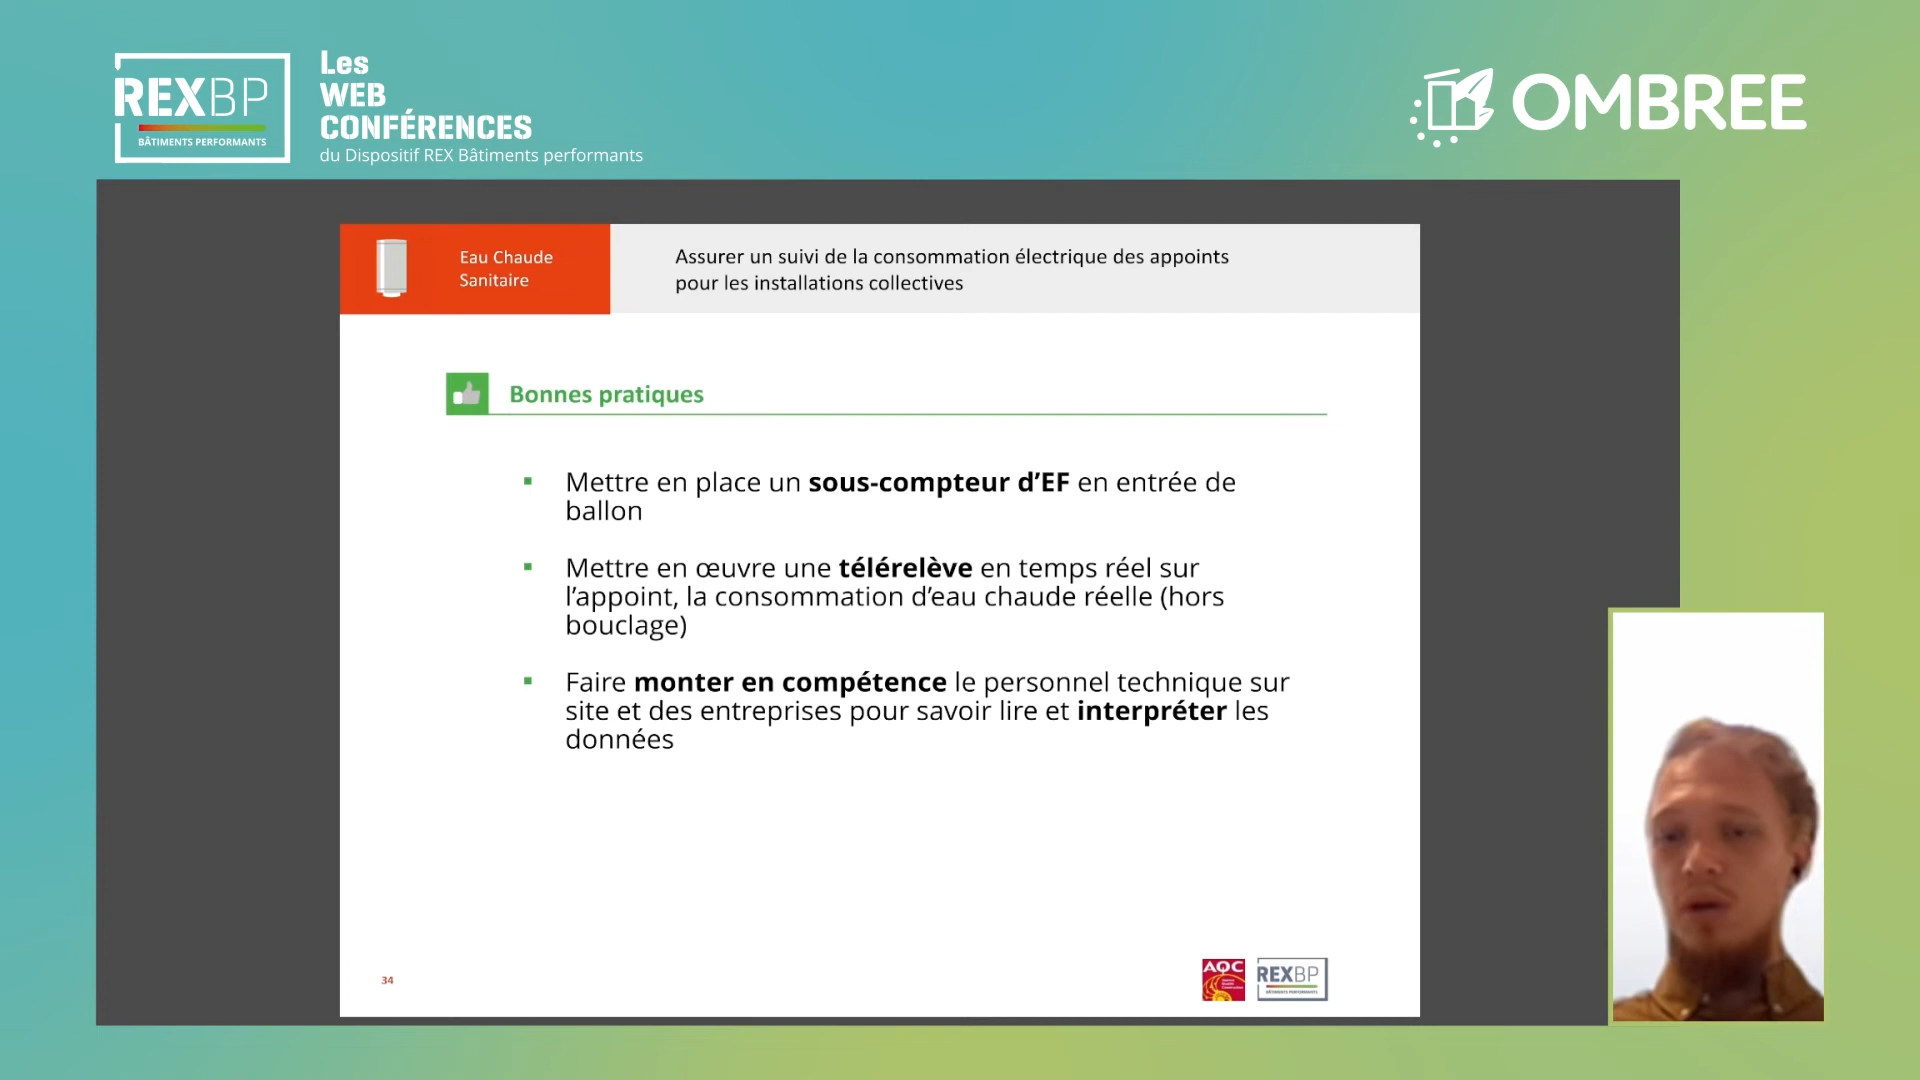 REXBP
BÂTIMENTS PERFORMANTS
Les
WEB
CONFÉRENCES
du Dispositif REX Bâtiments performants
OMBREE
Eau Chaude
Sanitaire
Assurer un suivi de la consommation électrique des appoints
pour les installations collectives
Bonnes pratiques
▪ Mettre en place un sous-compteur d’EF en entrée de
ballon
▪ Mettre en œuvre une télérelève en temps réel sur
l’appoint, la consommation d’eau chaude réelle (hors
bouclage)
▪ Faire monter en compétence le personnel technique sur
site et des entreprises pour savoir lire et interpréter les
données
34
AQC
REXBP
BÂTIMENTS PERFORMANTS